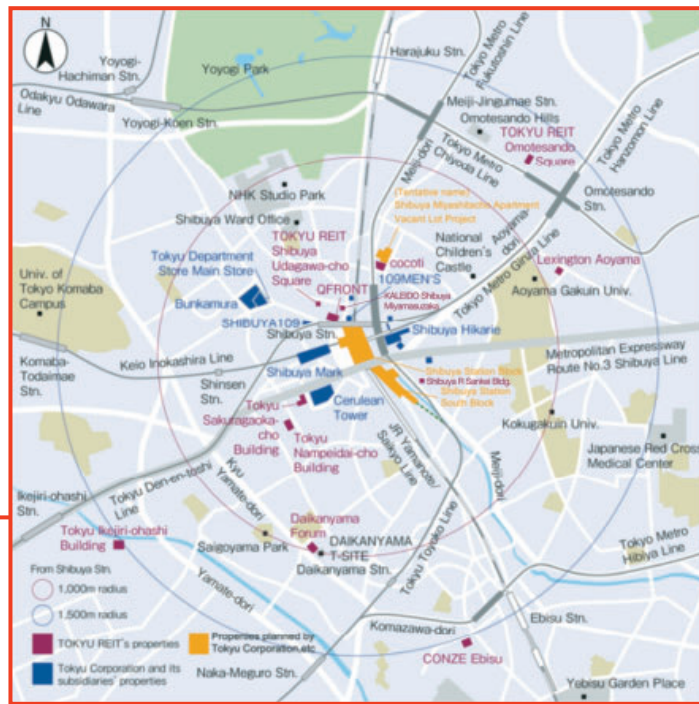 N
Yoyogi-
Hachiman Stn.
Yoyogi Park
Harajuku Stn.
Tokyo Metro
Fukutoshin Line
Odakyu Odawara
Line
Yoyogi-Koen Stn.
Meiji-Jingumae Stn.
Omotesando Hills
TOKYU REIT
Omotesando
Square
Tokyo Metro
Hanzomon Line
Meiji-dori
Tokyo Metro
Chiyoda Line
NHK Studio Park
(Tentative name)
Shibuya Miyashitacho Apartment
Vacant Lot Project
Aoyama-
dori
Omotesando
Stn.
Shibuya Ward Office
TOKYU REIT
Shibuya
Udagawa-cho
Square
National
Children's
Castle
Tokyo Metro Ginza Line
Lexington Aoyama
Tokyu Department
Store Main Store
cocoti
109MEN'S
Univ. of
Tokyo Komaba
Campus
Bunkamura
QFRONT
KALEIDO Shibuya
Miyamasuzaka
Aoyama Gakuin Univ.
SHIBUYA109
Shibuya Stn.
Shibuya Hikarie
Komaba-
Todaimae
Stn.
Keio Inokashira Line
Metropolitan Expressway
Route No.3 Shibuya Line
Shinsen
Stn.
Shibuya Mark
Shibuya Station Block
Shibuya R Sankei Bldg.
Shibuya Station
South Block
Tokyu
Sakuragaoka-
cho
Building
Cerulean
Tower
Kokugakuin Univ.
Tokyu
Nampeidai-cho
Building
JR Yamanote/
Saikyo Line
Meiji-dori
Japanese Red Cross
Medical Center
Ikejiri-ohashi
Stn.
Tokyu Den-en-toshi
Line
Kyu
Yamate-dori
Tokyu Ikejiri-ohashi
Building
Saigoyama Park
Daikanyama
Forum
DAIKANYAMA
T-SITE
Daikanyama Stn.
Tokyu Toyoko Line
Tokyo Metro
Hibiya Line
Yamate-dori
From Shibuya Stn.
1,000m radius
1,500m radius
Komazawa-dori
Ebisu Stn.
TOKYU REIT's properties
Properties planned by
Tokyu Corporation,etc
Tokyu Corporation and its
subsidiaries' properties
Naka-Meguro Stn.
CONZE Ebisu
Yebisu Garden Place